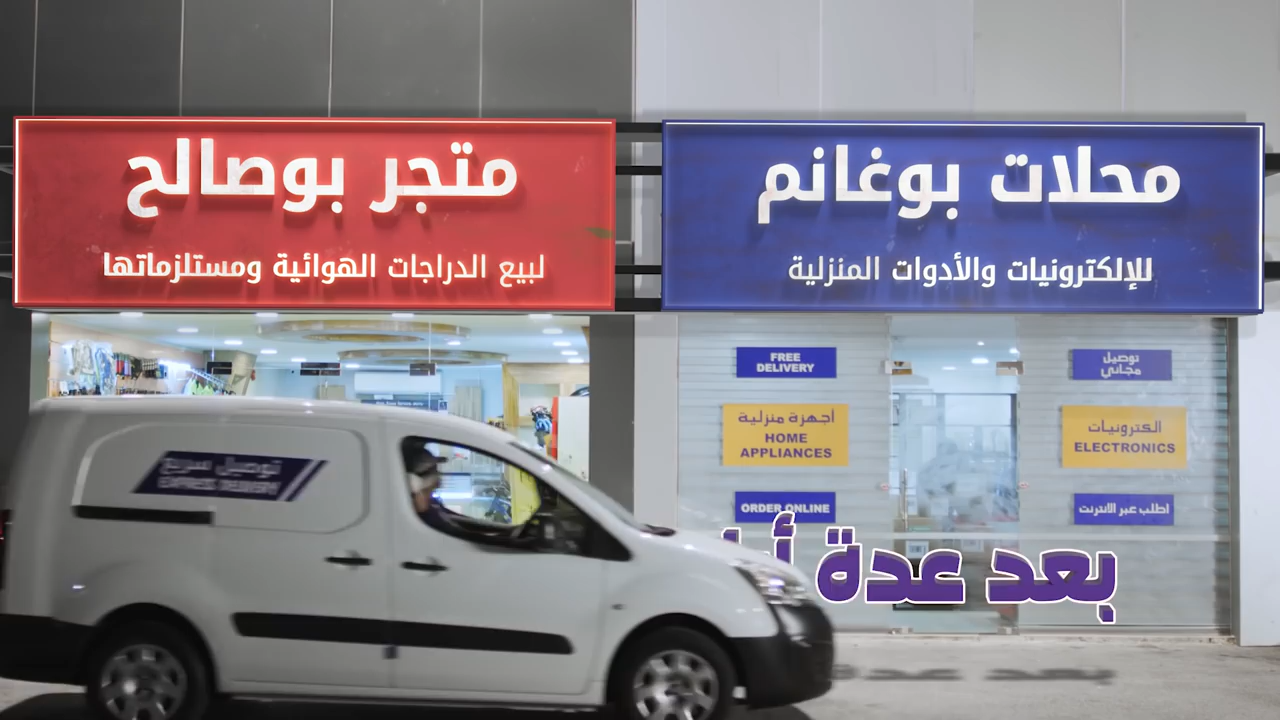 محلات بوغانم
للإلكترونيات والأدوات المنزلية
متجر بوصالح
لبيع الدراجات الهوائية ومستلزماتها
FREE
DELIVERY
توصيل
مجاني
أجهزة منزلية
HOME
APPLIANCES
الكترونيات
ELECTRONICS
ORDER ONLINE
اطلب عبر الانترنت
توصيل سريع
EXPRESS DELIVERY
بعد عدة